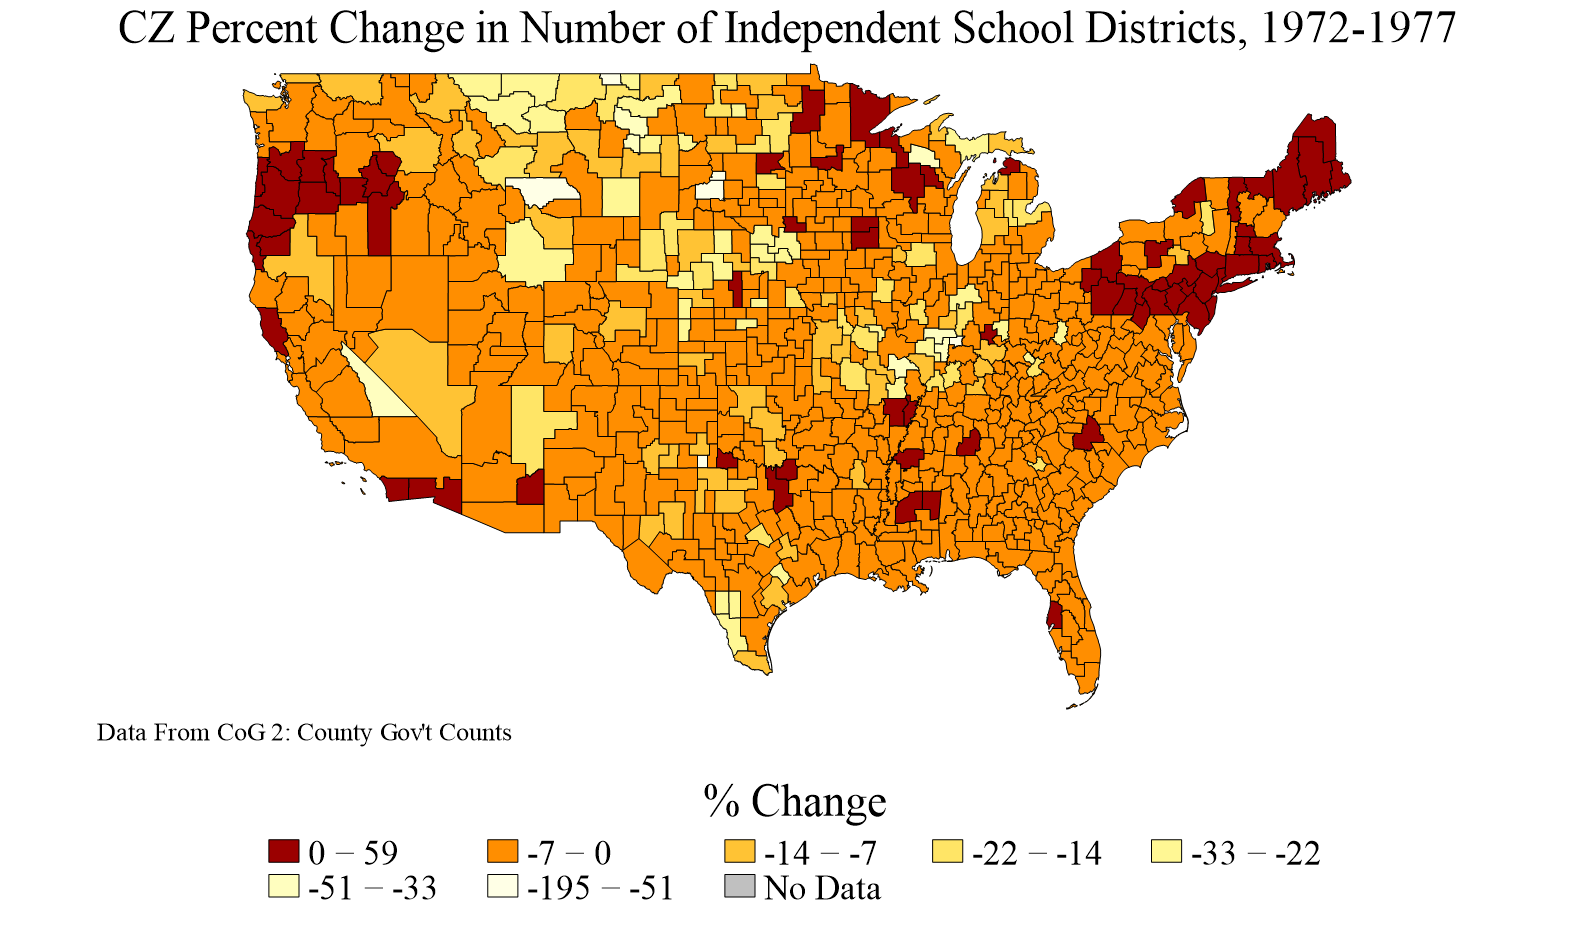 CZ Percent Change in Number of Independent School Districts, 1972-1977
Data From CoG 2: County Gov't Counts
% Change
0 − 59
-7 − 0
-14 − -7
-22 − -14
-33 − -22
-51 − -33
-195 − -51
No Data